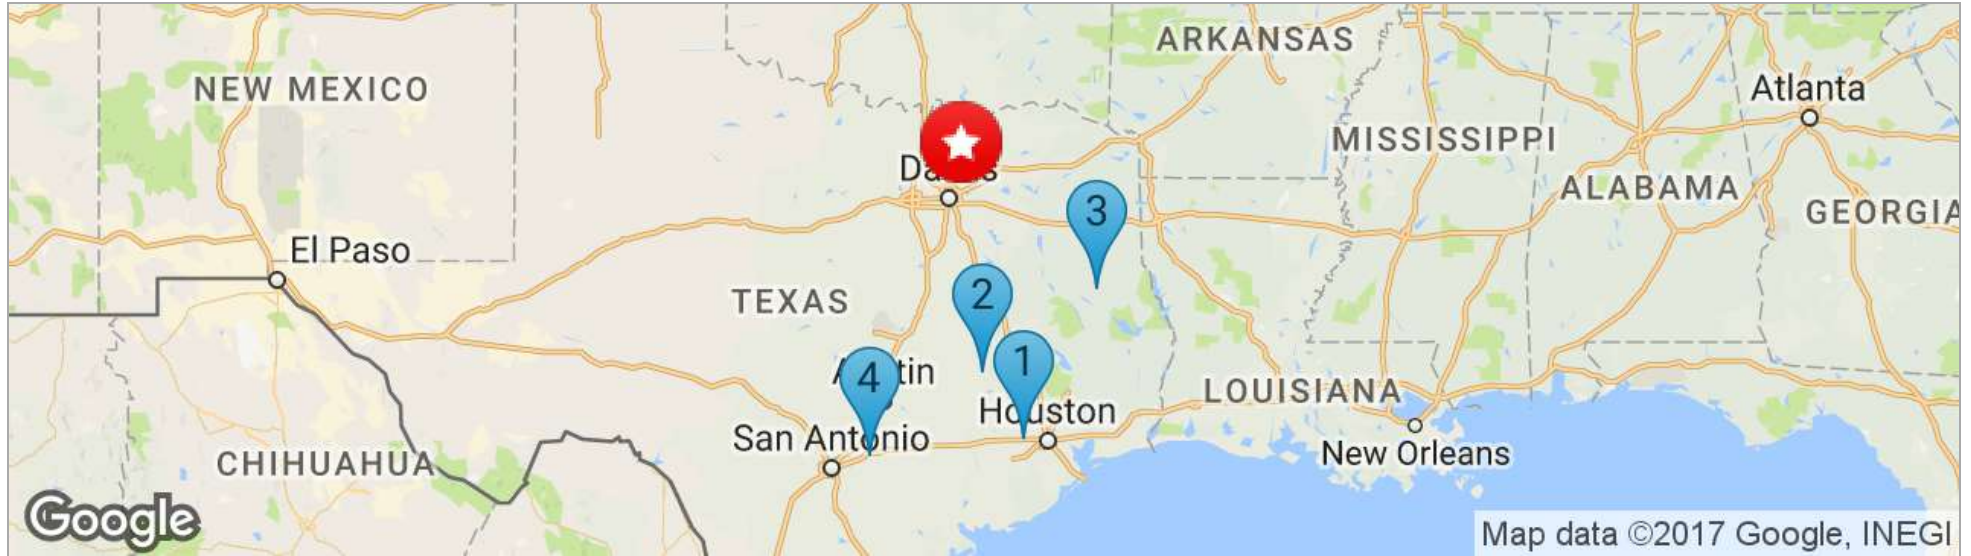 ARKANSAS
NEW MEXICO
Atlanta
MISSISSIPPI
ALABAMA
3
GEORGIA
El Paso
TEXAS
2
1
4
LOUISIANA
Houston
San Antonio
New Orleans
CHIHUAHUA
Google
Map data ©2017 Google, INEGI